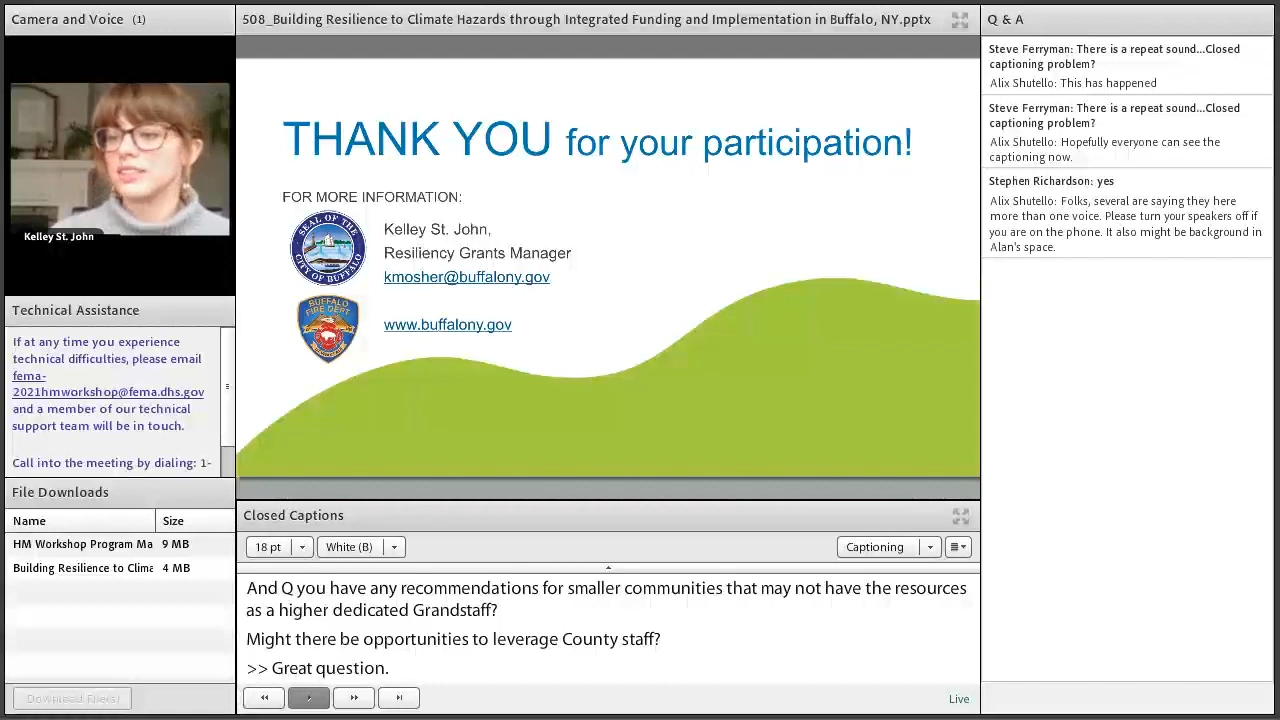 Camera and Voice (1)
Kelley St. John
Technical Assistance
If at any time you experience
technical difficulties, please email
fema-
2021hmworkshop@fema.dhs.gov
and a member of our technical
support team will be in touch.
Call into the meeting by dialing: 1-
File Downloads
Name Size
HM Workshop Program Ma 9 MB
Building Resilience to Clima 4 MB
Download File(s)
508_Building Resilience to Climate Hazards through Integrated Funding and Implementation in Buffalo, NY.pptx
THANK YOU for your participation!
FOR MORE INFORMATION:
SEAL OF THE
CITY OF BUFFALO
Kelley St. John,
Resiliency Grants Manager
kmosher@buffalony.gov
BUFFALO
FIRE DEPT
www.buffalony.gov
Closed Captions
18 pt White (B) Captioning
And Q you have any recommendations for smaller communities that may not have the resources
as a higher dedicated Grandstaff?
Might there be opportunities to leverage County staff?
>> Great question.
Live
Q & A
Steve Ferryman: There is a repeat sound...Closed
captioning problem?
Alix Shutello: This has happened
Steve Ferryman: There is a repeat sound...Closed
captioning problem?
Alix Shutello: Hopefully everyone can see the
captioning now.
Stephen Richardson: yes
Alix Shutello: Folks, several are saying they here
more than one voice. Please turn your speakers off if
you are on the phone. It also might be background in
Alan's space.